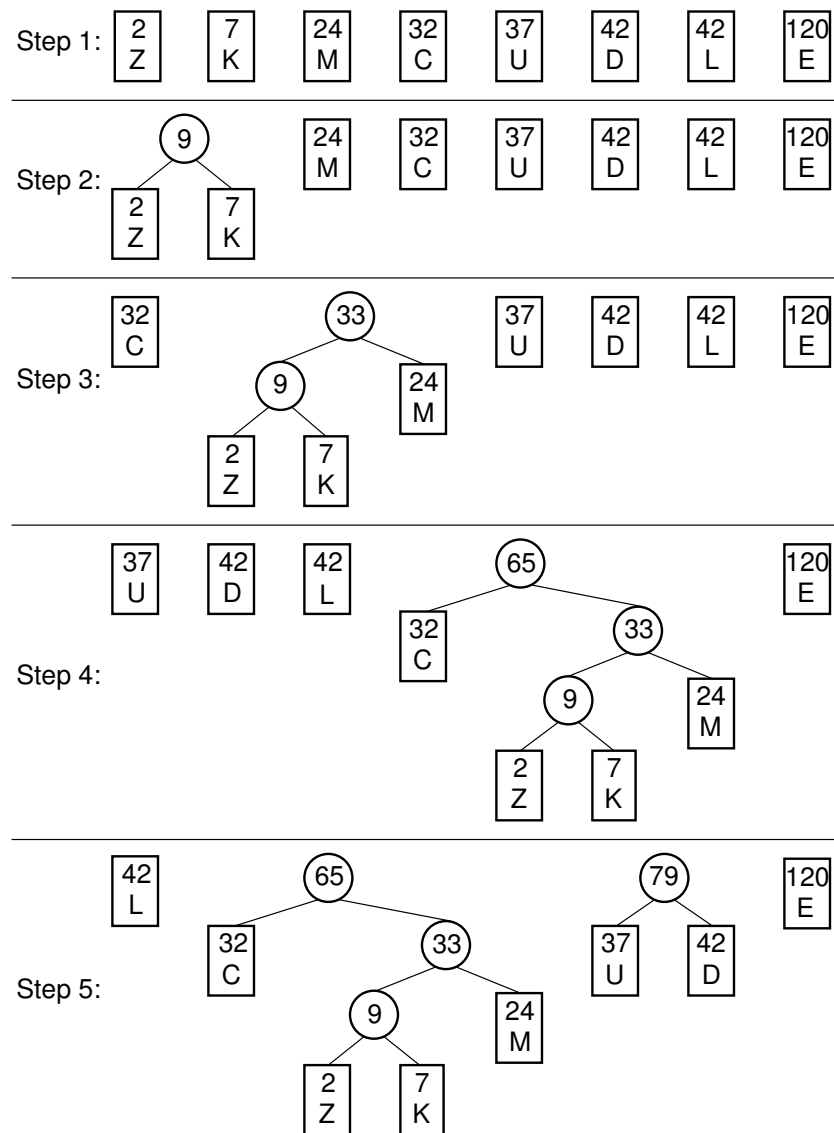 Step 1:
2 7 24 32 37 42 42 120
Z K M C U D L E
Step 2:
9
24 32 37 42 42 120
M C U D L E
2 7
Z K
Step 3:
32 33 37 42 42 120
C U D L E
9 24
M
2 7
Z K
Step 4:
37 42 42 65 120
U D L E
32 33
C
9 24
M
2 7
Z K
Step 5:
42 65 79 120
L E
32 33 37 42
C U D
9 24
M
2 7
Z K